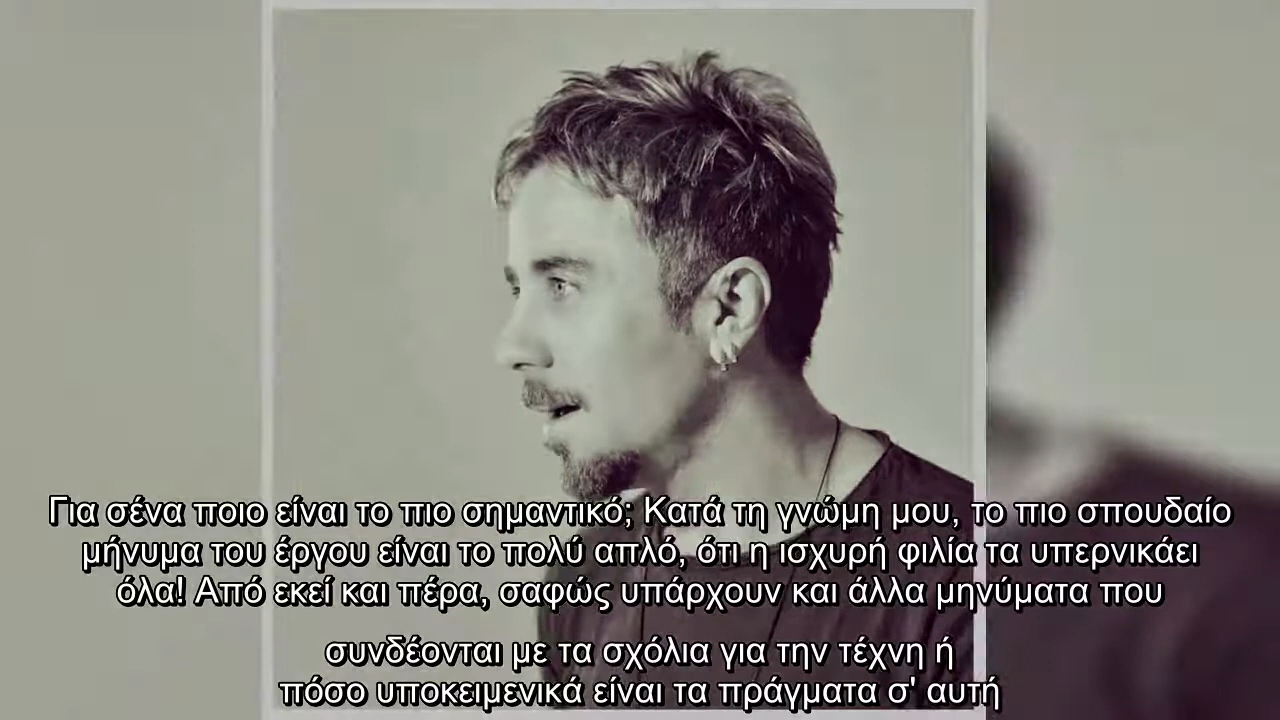 Για σένα ποιο είναι το πιο σημαντικό; Κατά τη γνώμη μου, το πιο σπουδαίο
μήνυμα του έργου είναι το πολύ απλό, ότι η ισχυρή φιλία τα υπερνικάει
όλα! Από εκεί και πέρα, σαφώς υπάρχουν και άλλα μηνύματα που
συνδέονται με τα σχόλια για την τέχνη ή
πόσο υποκειμενικά είναι τα πράγματα σ' αυτή